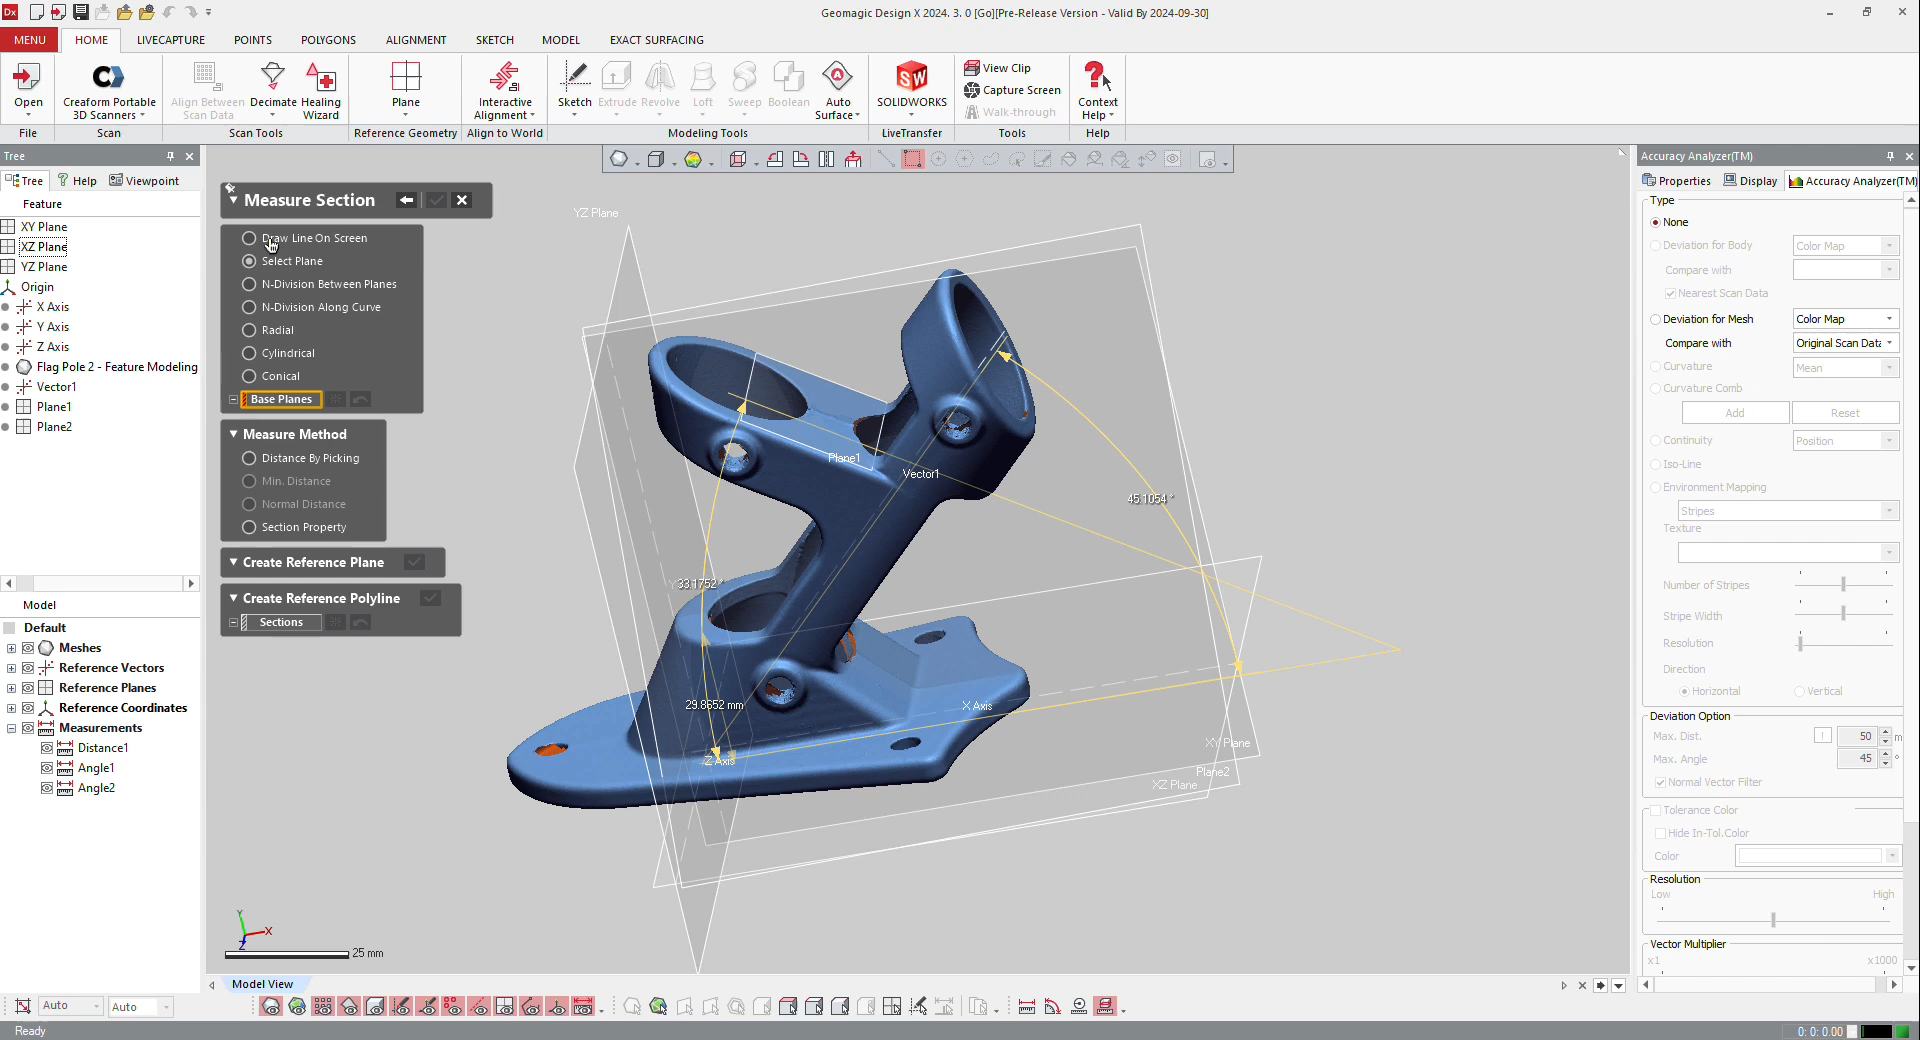 Dx
Geomagic Design X 2024. 3. 0 [Go][Pre-Release Version - Valid By 2024-09-30]
MENU
HOME
LIVECAPTURE
POINTS
POLYGONS
ALIGNMENT
SKETCH
MODEL
EXACT SURFACING
Open
Creaform Portable
3D Scanners
Align Between
Scan Data
Decimate
Healing
Wizard
Plane
Interactive
Alignment
Sketch
Extrude
Revolve
Loft
Sweep
Boolean
Auto
Surface
SOLIDWORKS
View Clip
Capture Screen
Walk-through
Context
Help
File
Scan
Scan Tools
Reference Geometry
Align to World
Modeling Tools
LiveTransfer
Tools
Help
Tree
Tree
Help
Viewpoint
Feature
XY Plane
XZ Plane
YZ Plane
Origin
X Axis
Y Axis
Z Axis
Flag Pole 2 - Feature Modeling
Vector1
Plane1
Plane2
Model
Default
Meshes
Reference Vectors
Reference Planes
Reference Coordinates
Measurements
Distance1
Angle1
Angle2
Measure Section
Draw Line On Screen
Select Plane
N-Division Between Planes
N-Division Along Curve
Radial
Cylindrical
Conical
Base Planes
Measure Method
Distance By Picking
Min. Distance
Normal Distance
Section Property
Create Reference Plane
Create Reference Polyline
Sections
YZ Plane
Plane1
Vector1
45.1054 °
33.1752 °
29.8652 mm
X Axis
Z Axis
XY Plane
Plane2
XZ Plane
Y
X
Z
25 mm
Model View
Accuracy Analyzer(TM)
Properties
Display
Accuracy Analyzer(TM)
Type
None
Deviation for Body
Color Map
Compare with
Nearest Scan Data
Deviation for Mesh
Color Map
Compare with
Original Scan Data
Curvature
Mean
Curvature Comb
Add
Reset
Continuity
Position
Iso-Line
Environment Mapping
Stripes
Texture
Number of Stripes
Stripe Width
Resolution
Direction
Horizontal
Vertical
Deviation Option
Max. Dist.
!
50
m
Max. Angle
45
°
Normal Vector Filter
Tolerance Color
Hide In-Tol.Color
Color
Resolution
Low
High
Vector Multiplier
x1
x1000
Auto
Auto
Ready
0: 0: 0.00